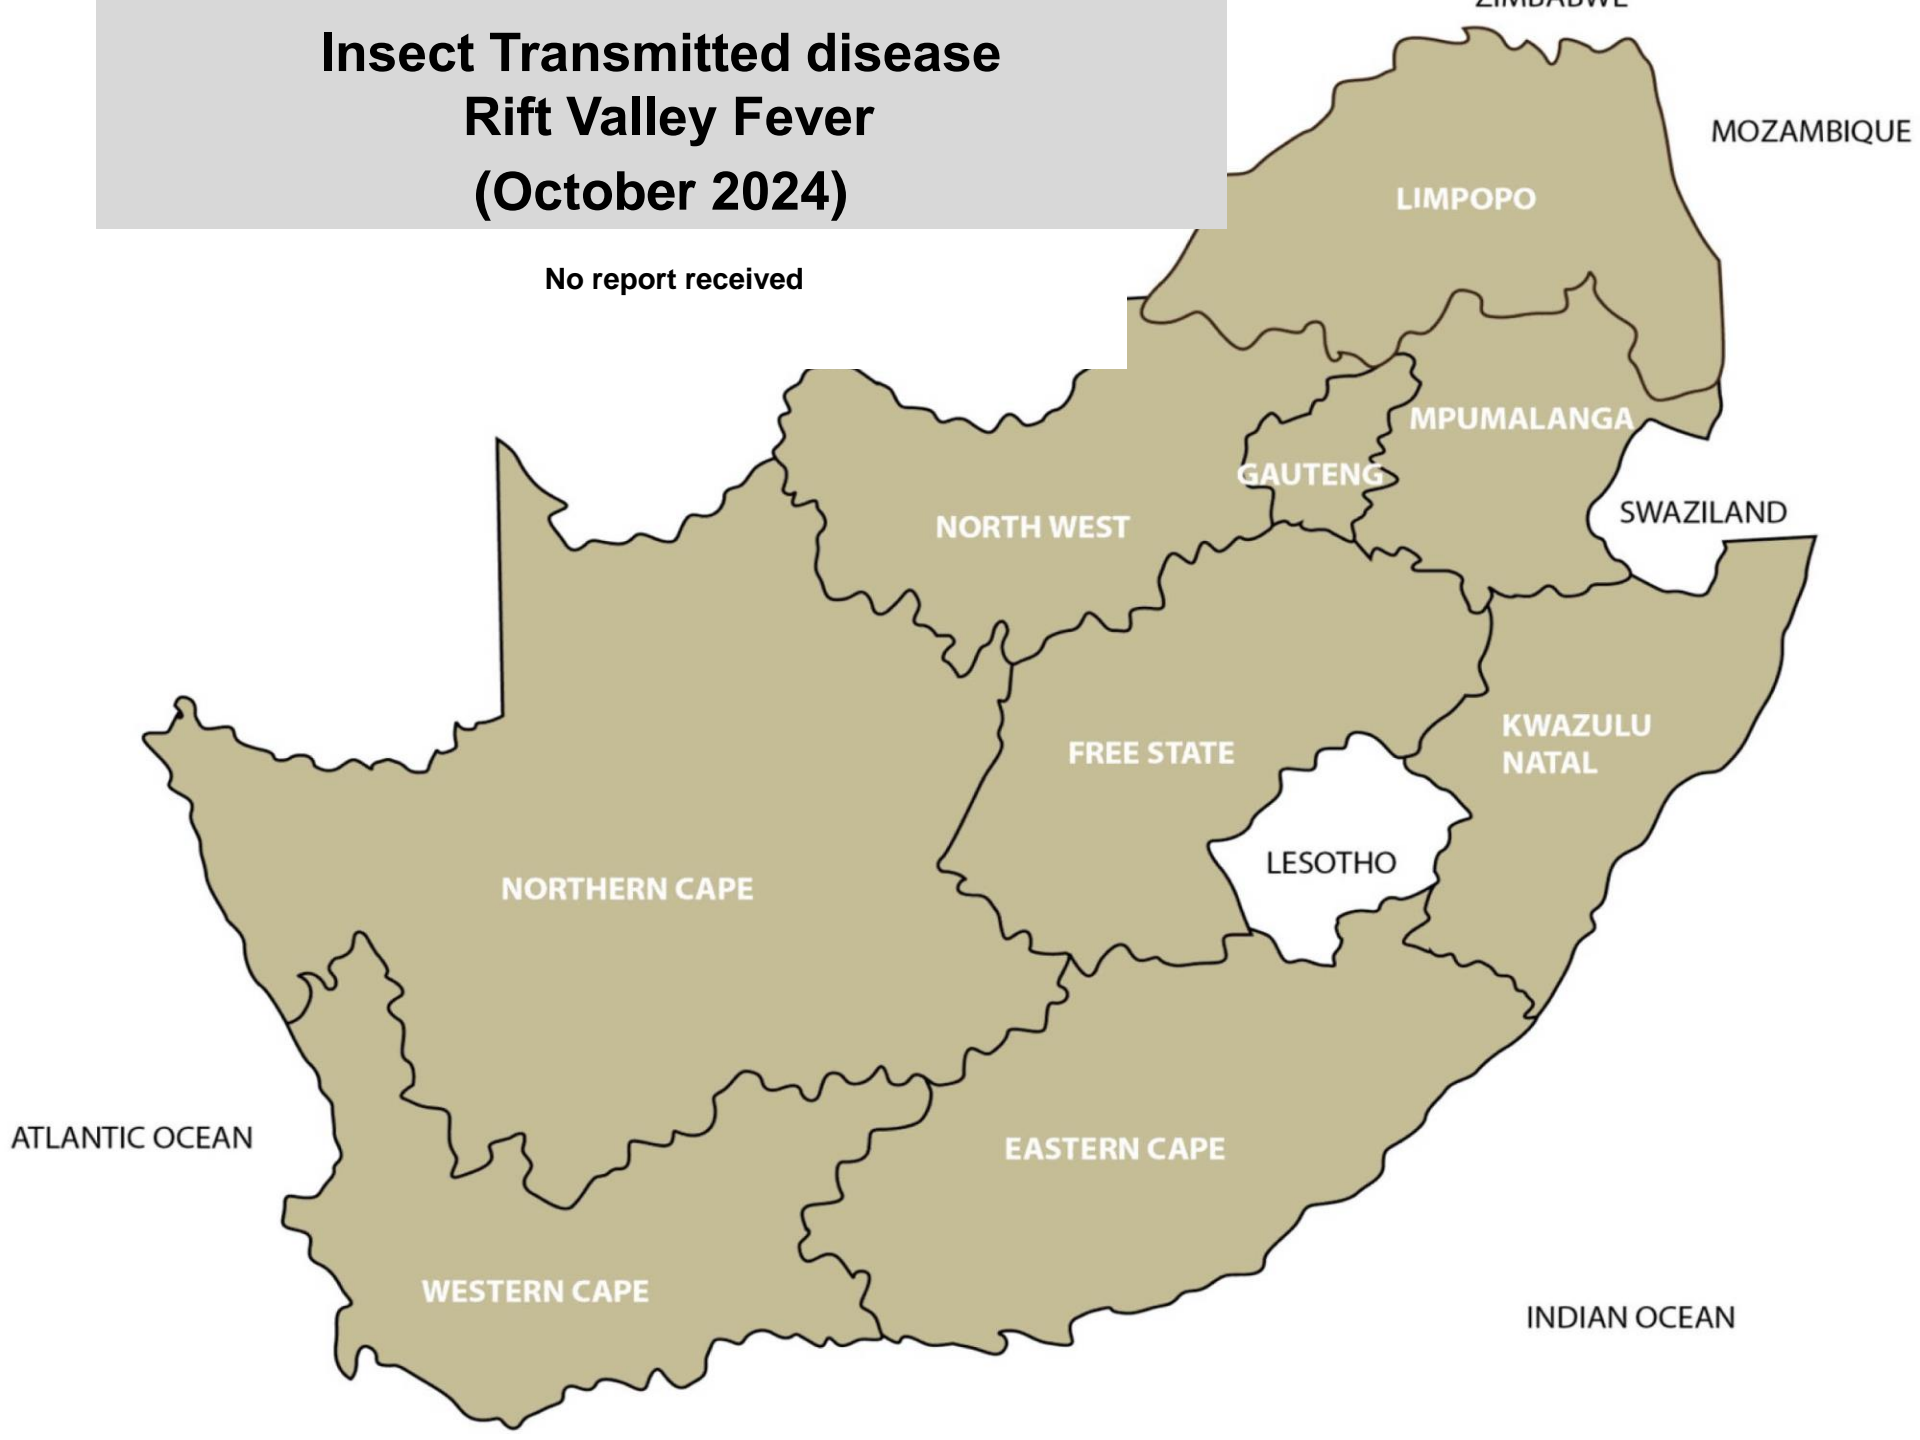 ZIMBABWE
Insect Transmitted disease
Rift Valley Fever
(October 2024)
MOZAMBIQUE
LIMPOPO
No report received
MPUMALANGA
GAUTENG
SWAZILAND
NORTH WEST
KWAZULU
NATAL
FREE STATE
LESOTHO
NORTHERN CAPE
ATLANTIC OCEAN
EASTERN CAPE
WESTERN CAPE
INDIAN OCEAN